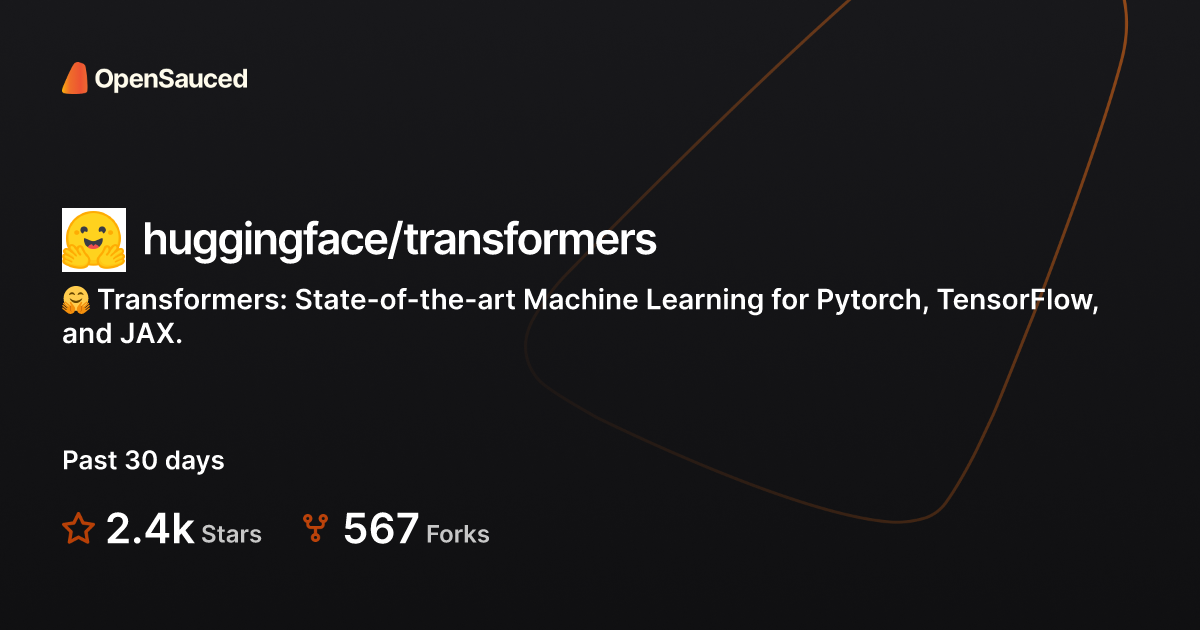 OpenSauced
huggingface/transformers
🤗 Transformers: State-of-the-art Machine Learning for Pytorch, TensorFlow,
and JAX.
Past 30 days
2.4k Stars 567 Forks